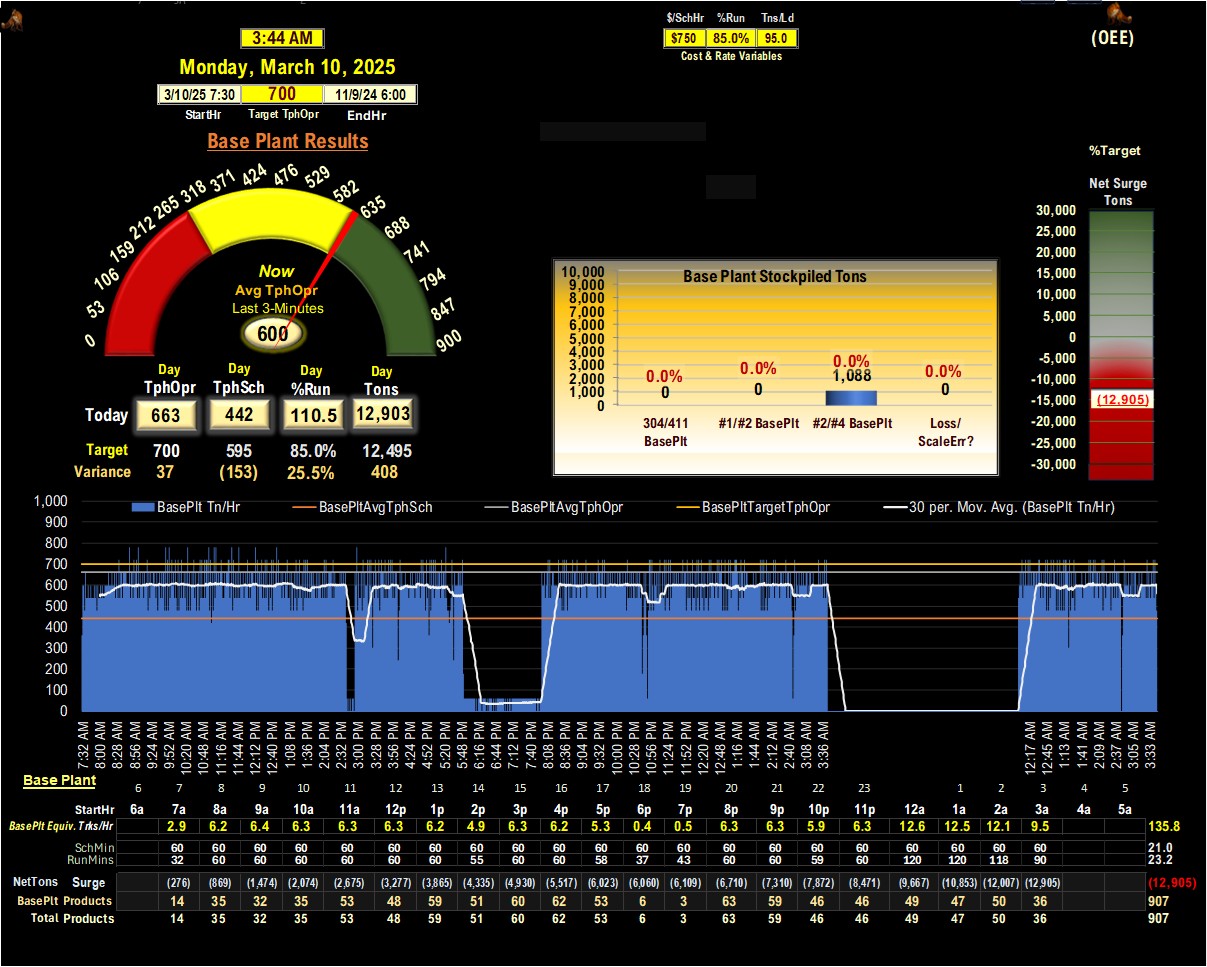 $/SchHr %Run Tns/Ld
$750 85.0% 95.0
Cost & Rate Variables
(OEE)
3:44 AM
Monday, March 10, 2025
3/10/25 7:30 700 11/9/24 6:00
StartHr Target TphOpr EndHr
Base Plant Results
0 53 106 159 212 265 318 371 424 476 529 582 635 688 741 794 847 900
Now
Avg TphOpr
Last 3-Minutes
600
Day Day Day Day
TphOpr TphSch %Run Tons
Today 663 442 110.5 12,903
Target 700 595 85.0% 12,495
Variance 37 (153) 25.5% 408
Base Plant Stockpiled Tons
10,000
9,000
8,000
7,000
6,000
5,000
4,000
3,000
2,000
1,000
0
0.0% 0.0% 0.0% 0.0%
0 0 1,088 0
304/411 BasePlt
#1/#2 BasePlt
#2/#4 BasePlt
Loss/ ScaleErr?
%Target
Net Surge
Tons
30,000
25,000
20,000
15,000
10,000
5,000
0
-5,000
-10,000
-15,000
-20,000
-25,000
-30,000
(12,905)
BasePlt Tn/Hr BasePltAvgTphSch BasePltAvgTphOpr BasePltTargetTphOpr 30 per. Mov. Avg. (BasePlt Tn/Hr)
1,000
900
800
700
600
500
400
300
200
100
0
7:32 AM 8:00 AM 8:28 AM 8:56 AM 9:24 AM 9:52 AM 10:20 AM 10:48 AM 11:16 AM 11:44 AM 12:12 PM 12:40 PM 1:08 PM 1:36 PM 2:04 PM 2:32 PM 3:00 PM 3:28 PM 3:56 PM 4:24 PM 4:52 PM 5:20 PM 5:48 PM 6:16 PM 6:44 PM 7:12 PM 7:40 PM 8:08 PM 8:36 PM 9:04 PM 9:32 PM 10:00 PM 10:28 PM 10:56 PM 11:24 PM 11:52 PM 12:20 AM 12:48 AM 1:16 AM 1:44 AM 2:12 AM 2:40 AM 3:08 AM 3:36 AM 12:17 AM 12:45 AM 1:13 AM 1:41 AM 2:09 AM 2:37 AM 3:05 AM 3:33 AM
Base Plant
6 7 8 9 10 11 12 13 14 15 16 17 18 19 20 21 22 23 1 2 3 4 5
StartHr 6a 7a 8a 9a 10a 11a 12p 1p 2p 3p 4p 5p 6p 7p 8p 9p 10p 11p 12a 1a 2a 3a 4a 5a
BasePlt Equiv. Trks/Hr 2.9 6.2 6.4 6.3 6.3 6.3 6.2 4.9 6.3 6.2 5.3 0.4 0.5 6.3 6.3 5.9 6.3 12.6 12.5 12.1 9.5 135.8
SchMin 60 60 60 60 60 60 60 60 60 60 60 60 60 60 60 60 60 60 60 60 60 21.0
RunMins 32 60 60 60 60 60 60 55 60 60 58 37 43 60 60 59 60 120 120 118 90 23.2
NetTons Surge (276) (869) (1,474) (2,074) (2,675) (3,277) (3,865) (4,335) (4,930) (5,517) (6,023) (6,060) (6,109) (6,710) (7,310) (7,872) (8,471) (9,667) (10,853) (12,007) (12,905) (12,905)
BasePlt Products 14 35 32 35 53 48 59 51 60 62 53 6 3 63 59 46 46 49 47 50 36 907
Total Products 14 35 32 35 53 48 59 51 60 62 53 6 3 63 59 46 46 49 47 50 36 907